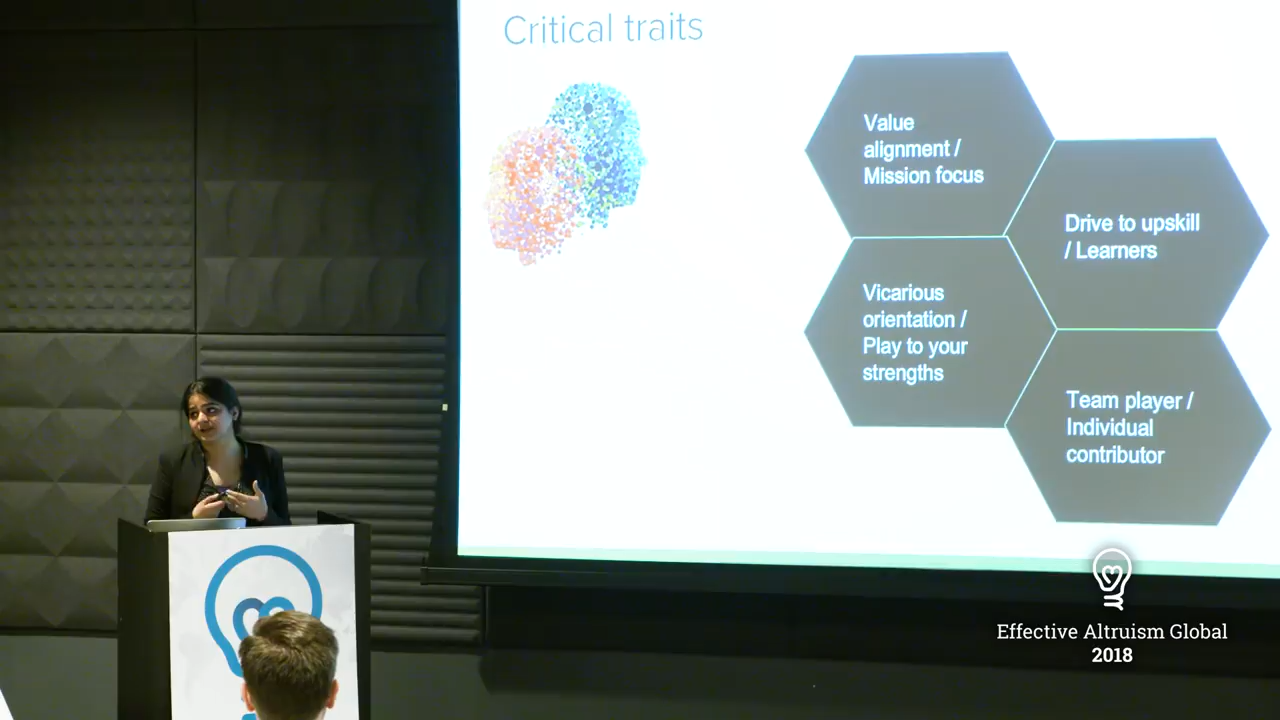 Critical traits
Value
alignment /
Mission focus
Drive to upskill
/ Learners
Vicarious
orientation /
Play to your
strengths
Team player /
Individual
contributor
Effective Altruism Global
2018